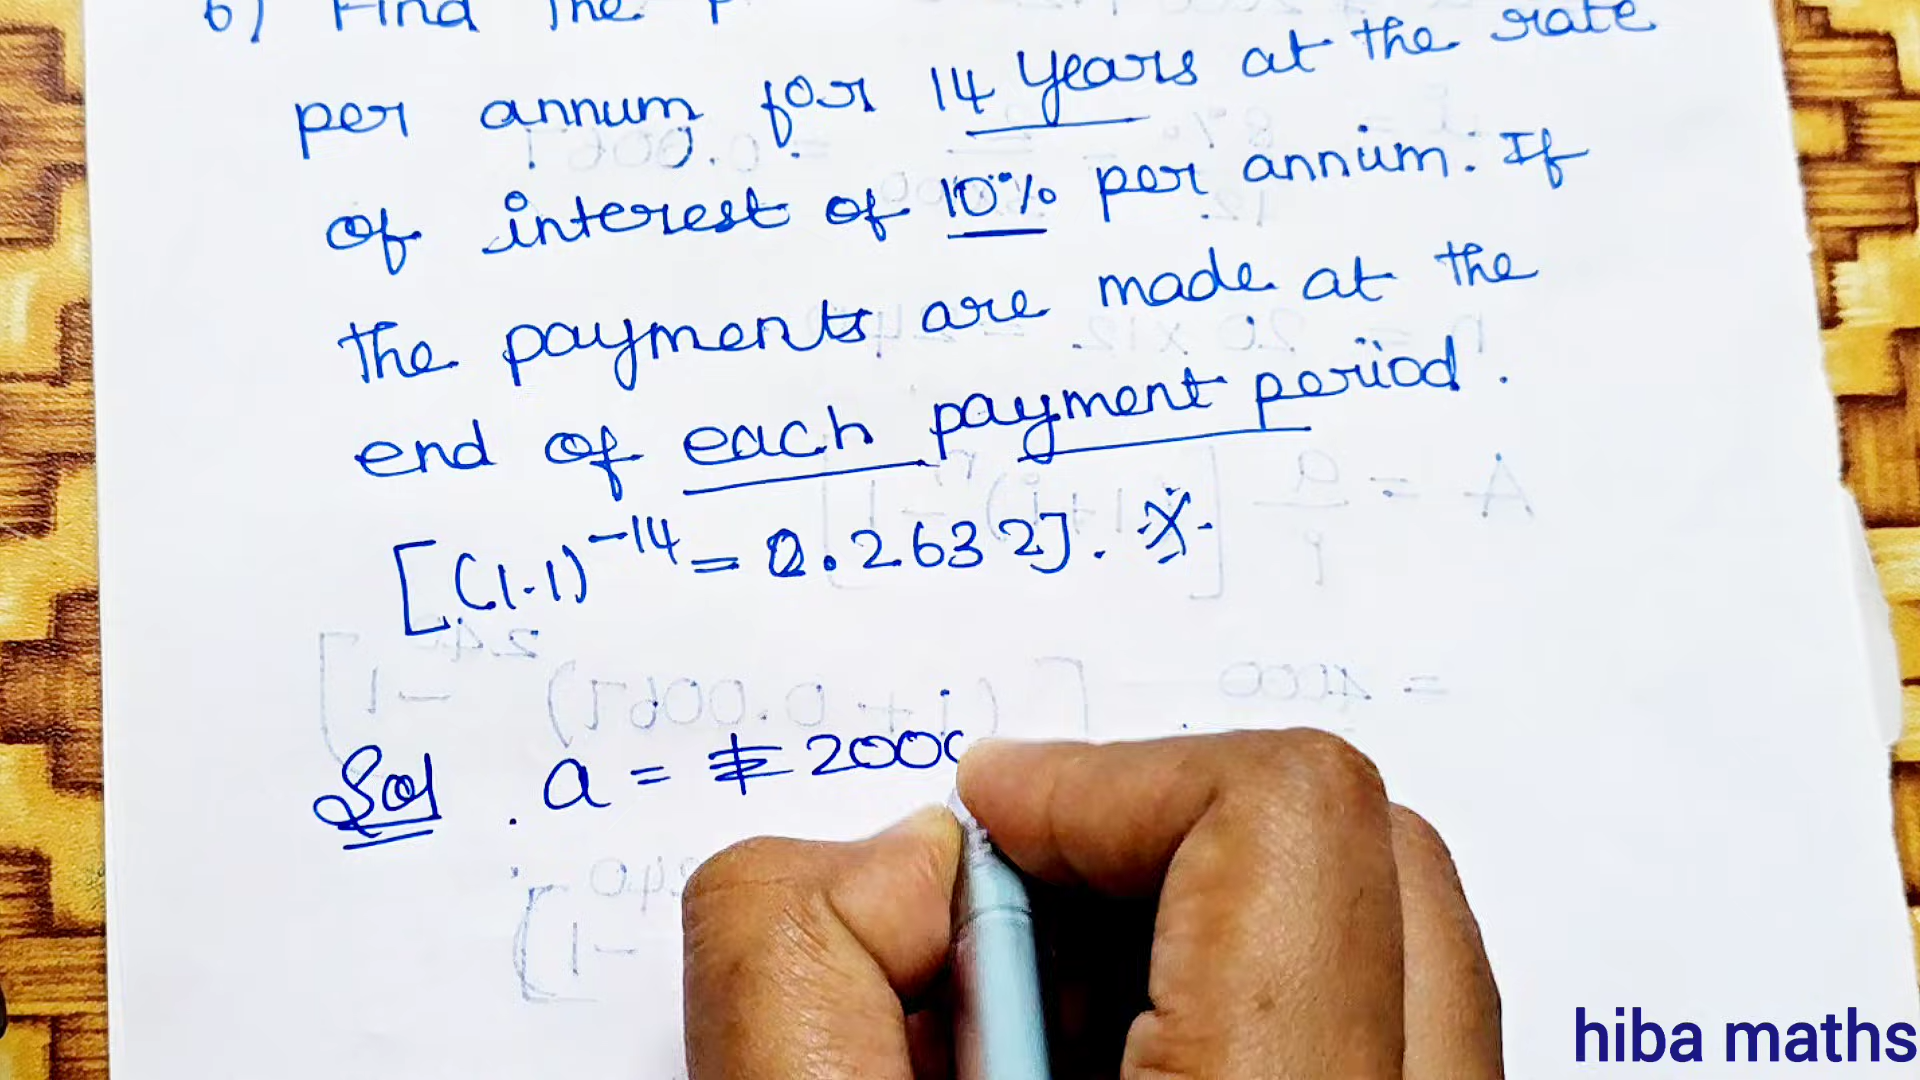 6) Find the P
per annum for 14 years at the rate
of interest of 10% per annum. If
the payments are made at the
end of each payment period.
[(1.1)⁻¹⁴ = 0.2632].
Sol a = ₹ 2000
hiba maths